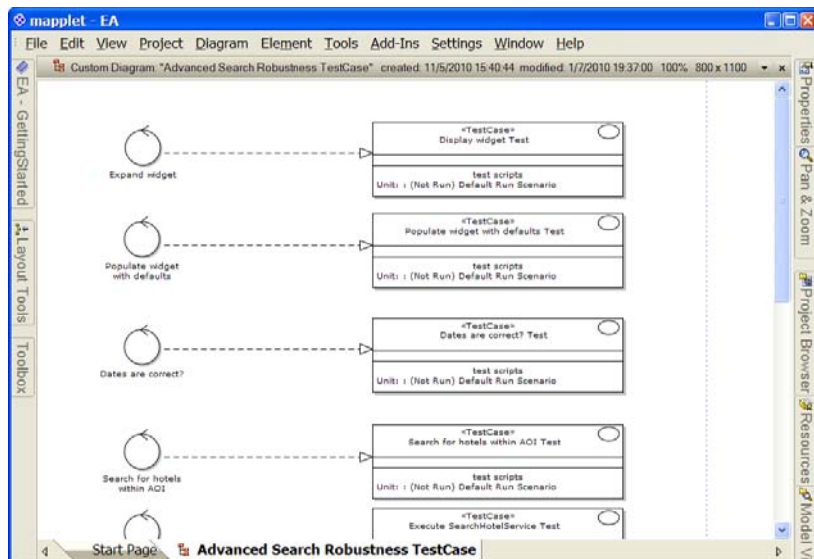 mapplet - EA
File Edit View Project Diagram Element Tools Add-Ins Settings Window Help
Custom Diagram: "Advanced Search Robustness TestCase" created: 11/5/2010 15:40:44 modified: 1/7/2010 19:37:00 100% 800 x 1100
EA - GettingStarted
Layout Tools
Toolbox
Properties
Pan & Zoom
Project Browser
Resources
Model Vi
Expand widget
«TestCase»
Display widget Test
test scripts
Unit: : (Not Run) Default Run Scenario
Populate widget
with defaults
«TestCase»
Populate widget with defaults Test
test scripts
Unit: : (Not Run) Default Run Scenario
Dates are correct?
«TestCase»
Dates are correct? Test
test scripts
Unit: : (Not Run) Default Run Scenario
Search for hotels
within AOI
«TestCase»
Search for hotels within AOI Test
test scripts
Unit: : (Not Run) Default Run Scenario
«TestCase»
Execute SearchHotelService Test
Start Page
Advanced Search Robustness TestCase